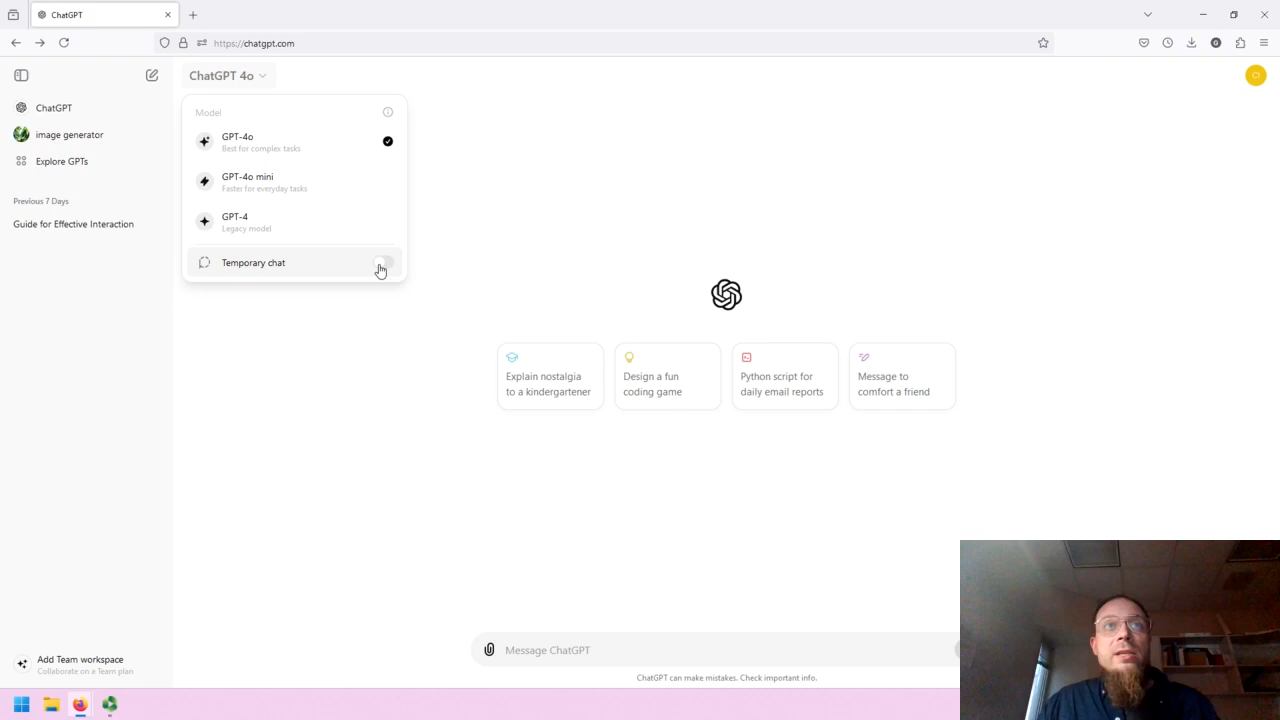 ChatGPT
https://chatgpt.com
ChatGPT
image generator
Explore GPTs
Previous 7 Days
Guide for Effective Interaction
Add Team workspace
Collaborate on a Team plan
ChatGPT 4o
CI
Model
GPT-4o
Best for complex tasks
GPT-4o mini
Faster for everyday tasks
GPT-4
Legacy model
Temporary chat
Explain nostalgia
to a kindergartener
Design a fun
coding game
Python script for
daily email reports
Message to
comfort a friend
Message ChatGPT
ChatGPT can make mistakes. Check important info.